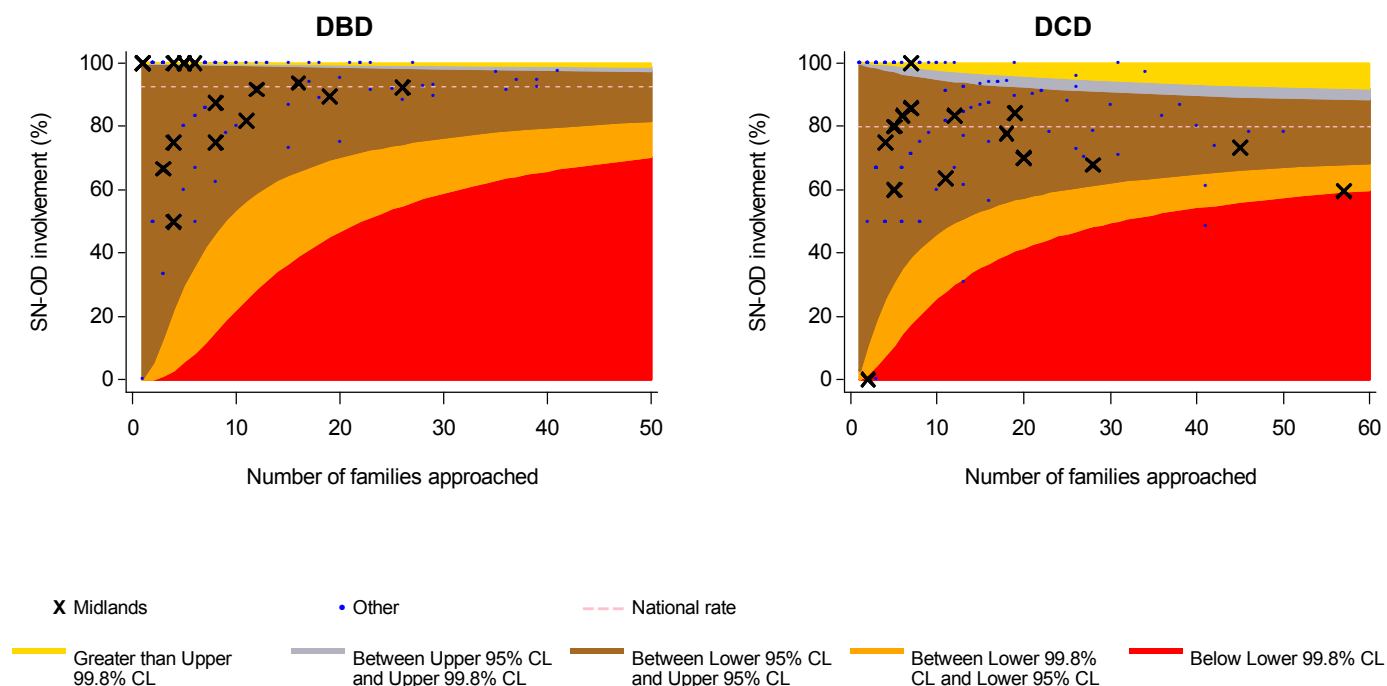 DBD
DCD
SN-OD involvement (%)
100
80
60
40
20
0
0 10 20 30 40 50
Number of families approached
SN-OD involvement (%)
100
80
60
40
20
0
0 10 20 30 40 50 60
Number of families approached
X Midlands
Other
National rate
Greater than Upper
99.8% CL
Between Upper 95% CL
and Upper 99.8% CL
Between Lower 95% CL
and Upper 95% CL
Between Lower 99.8%
CL and Lower 95% CL
Below Lower 99.8% CL